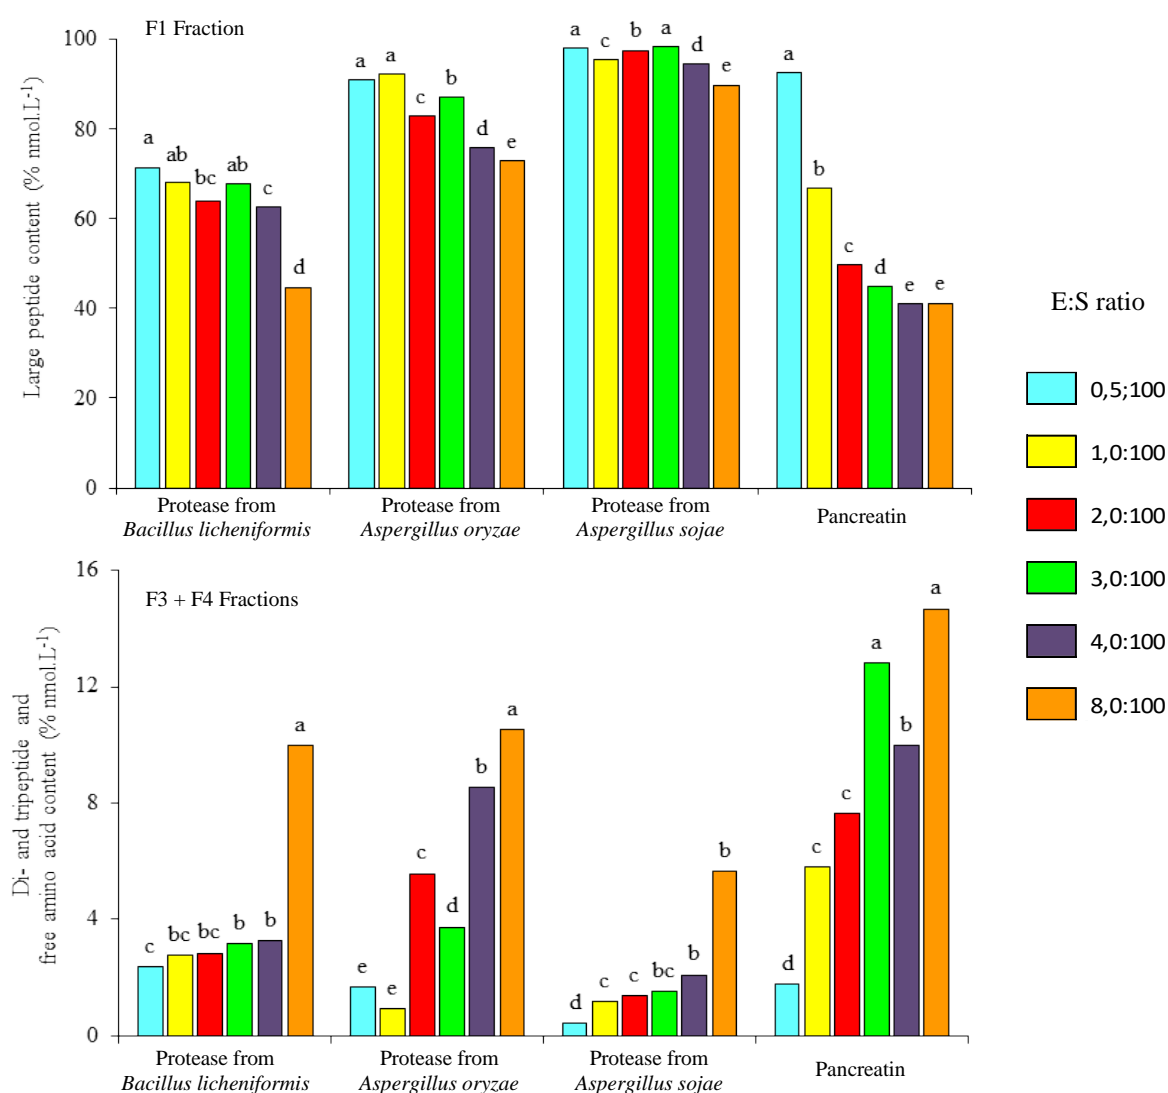 F1 Fraction
Large peptide content (% nmol.L-1)
100
80
60
40
20
0
a ab bc ab c d
a a c b d e
a c b a d e
a b c d e e
Protease from
Bacillus licheniformis
Protease from
Aspergillus oryzae
Protease from
Aspergillus sojae
Pancreatin
E:S ratio
0,5;100
1,0:100
2,0:100
3,0:100
4,0:100
8,0:100
F3 + F4 Fractions
Di- and tripeptide and
free amino acid content (% nmol.L-1)
16
12
8
4
0
c bc bc b b a
e e c d b a
d c c bc b b
d c c a b a
Protease from
Bacillus licheniformis
Protease from
Aspergillus oryzae
Protease from
Aspergillus sojae
Pancreatin